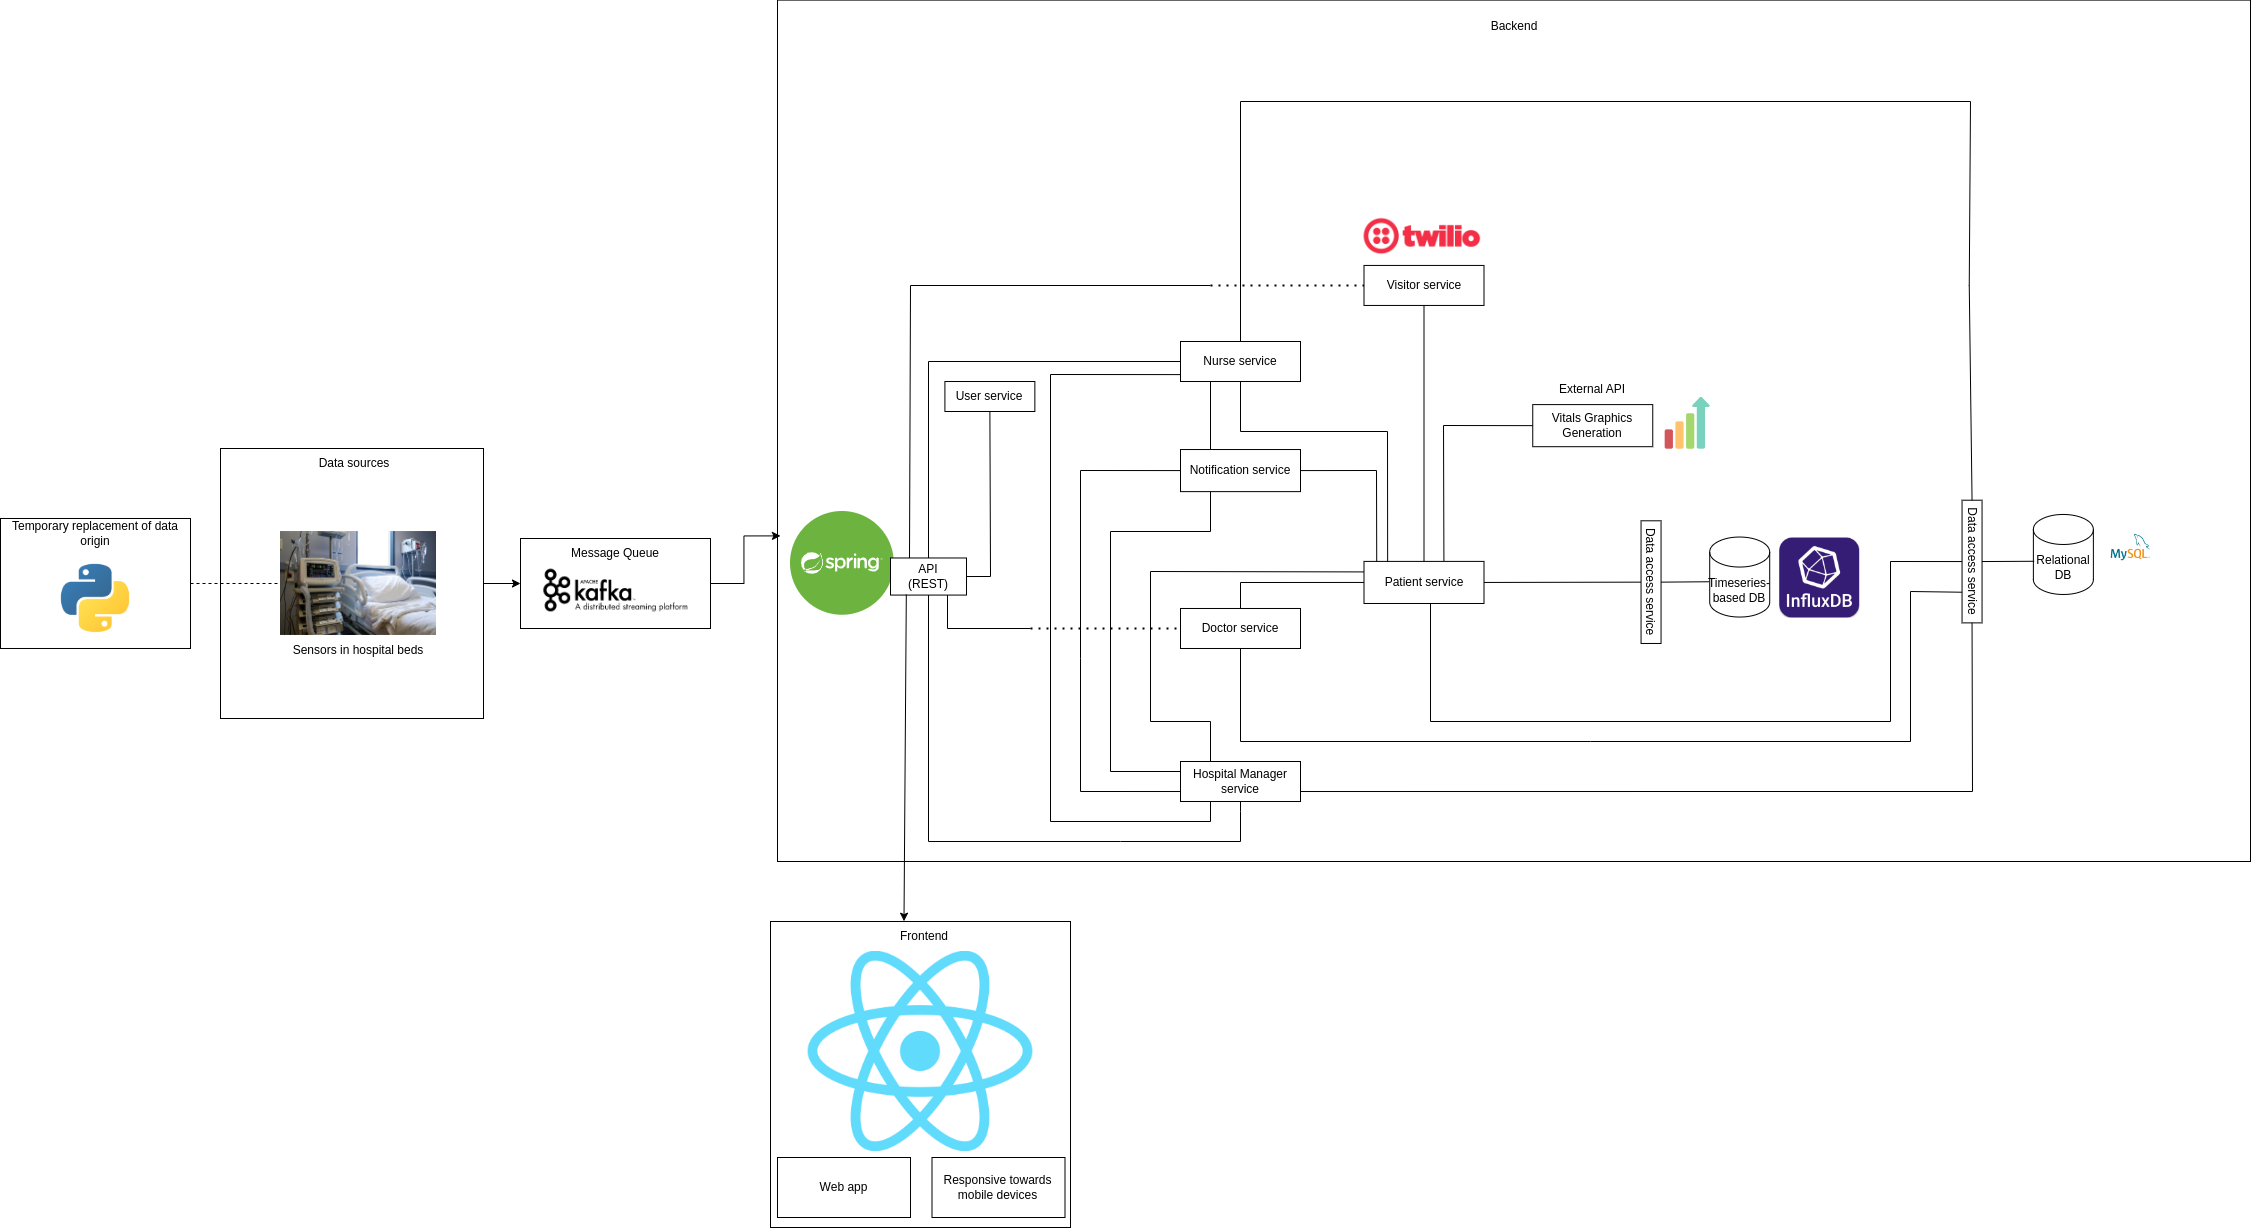 Backend
twilio
Visitor service
Nurse service
User service
External API
Vitals Graphics
Generation
Data sources
Notification service
Temporary replacement of data
origin
Sensors in hospital beds
Message Queue
APACHE
kafka
A distributed streaming platform
spring
API
(REST)
Patient service
Doctor service
Data access service
Timeseries-
based DB
InfluxDB
Data access service
Relational
DB
MySQL
Hospital Manager
service
Frontend
Web app
Responsive towards
mobile devices